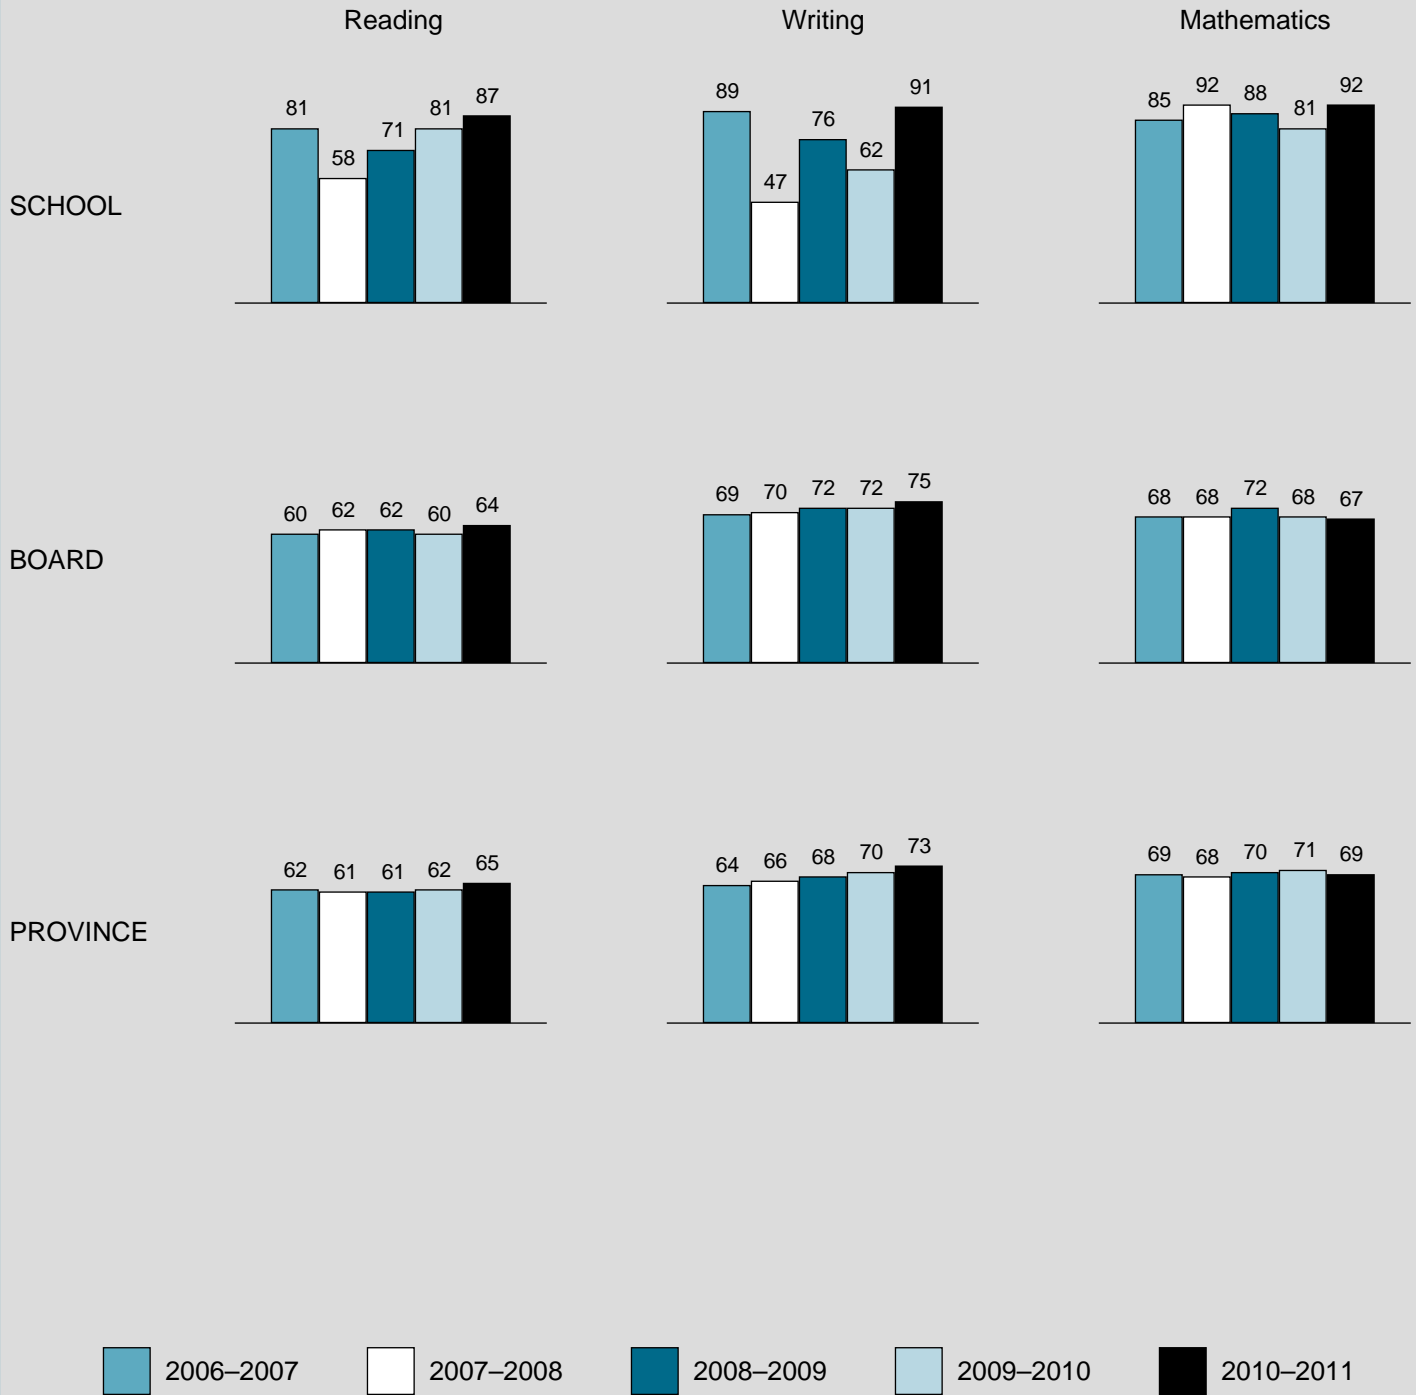 Reading Writing Mathematics
SCHOOL
81 58 71 81 87
89 47 76 62 91
85 92 88 81 92
BOARD
60 62 62 60 64
69 70 72 72 75
68 68 72 68 67
PROVINCE
62 61 61 62 65
64 66 68 70 73
69 68 70 71 69
2006–2007 2007–2008 2008–2009 2009–2010 2010–2011